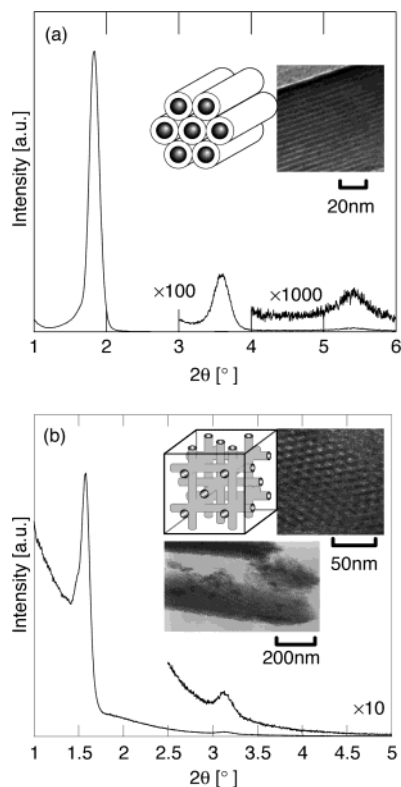 (a)
Intensity [a.u.]
20nm
×100
×1000
1 2 3 4 5 6
2θ [°]
(b)
Intensity [a.u.]
50nm
200nm
×10
1 1.5 2 2.5 3 3.5 4 4.5 5
2θ [°]